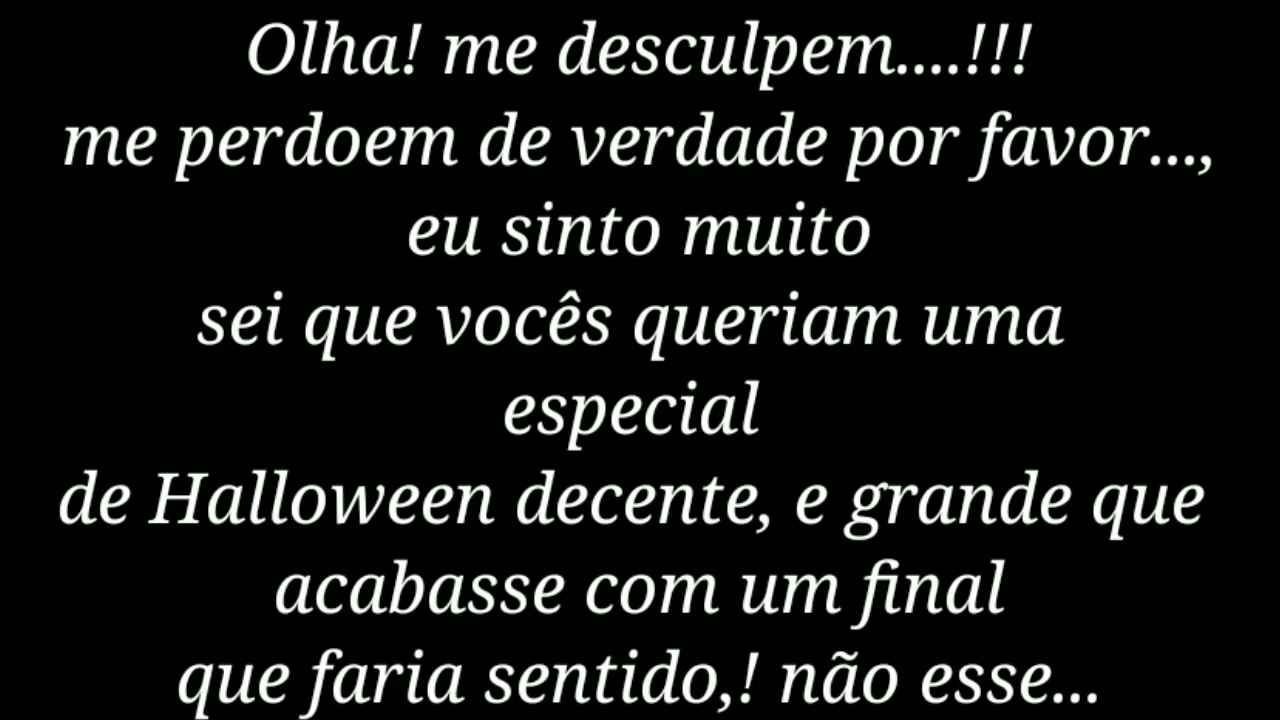 Olha! me desculpem....!!!
me perdoem de verdade por favor...,
eu sinto muito
sei que vocês queriam uma
especial
de Halloween decente, e grande que
acabasse com um final
que faria sentido,! não esse...